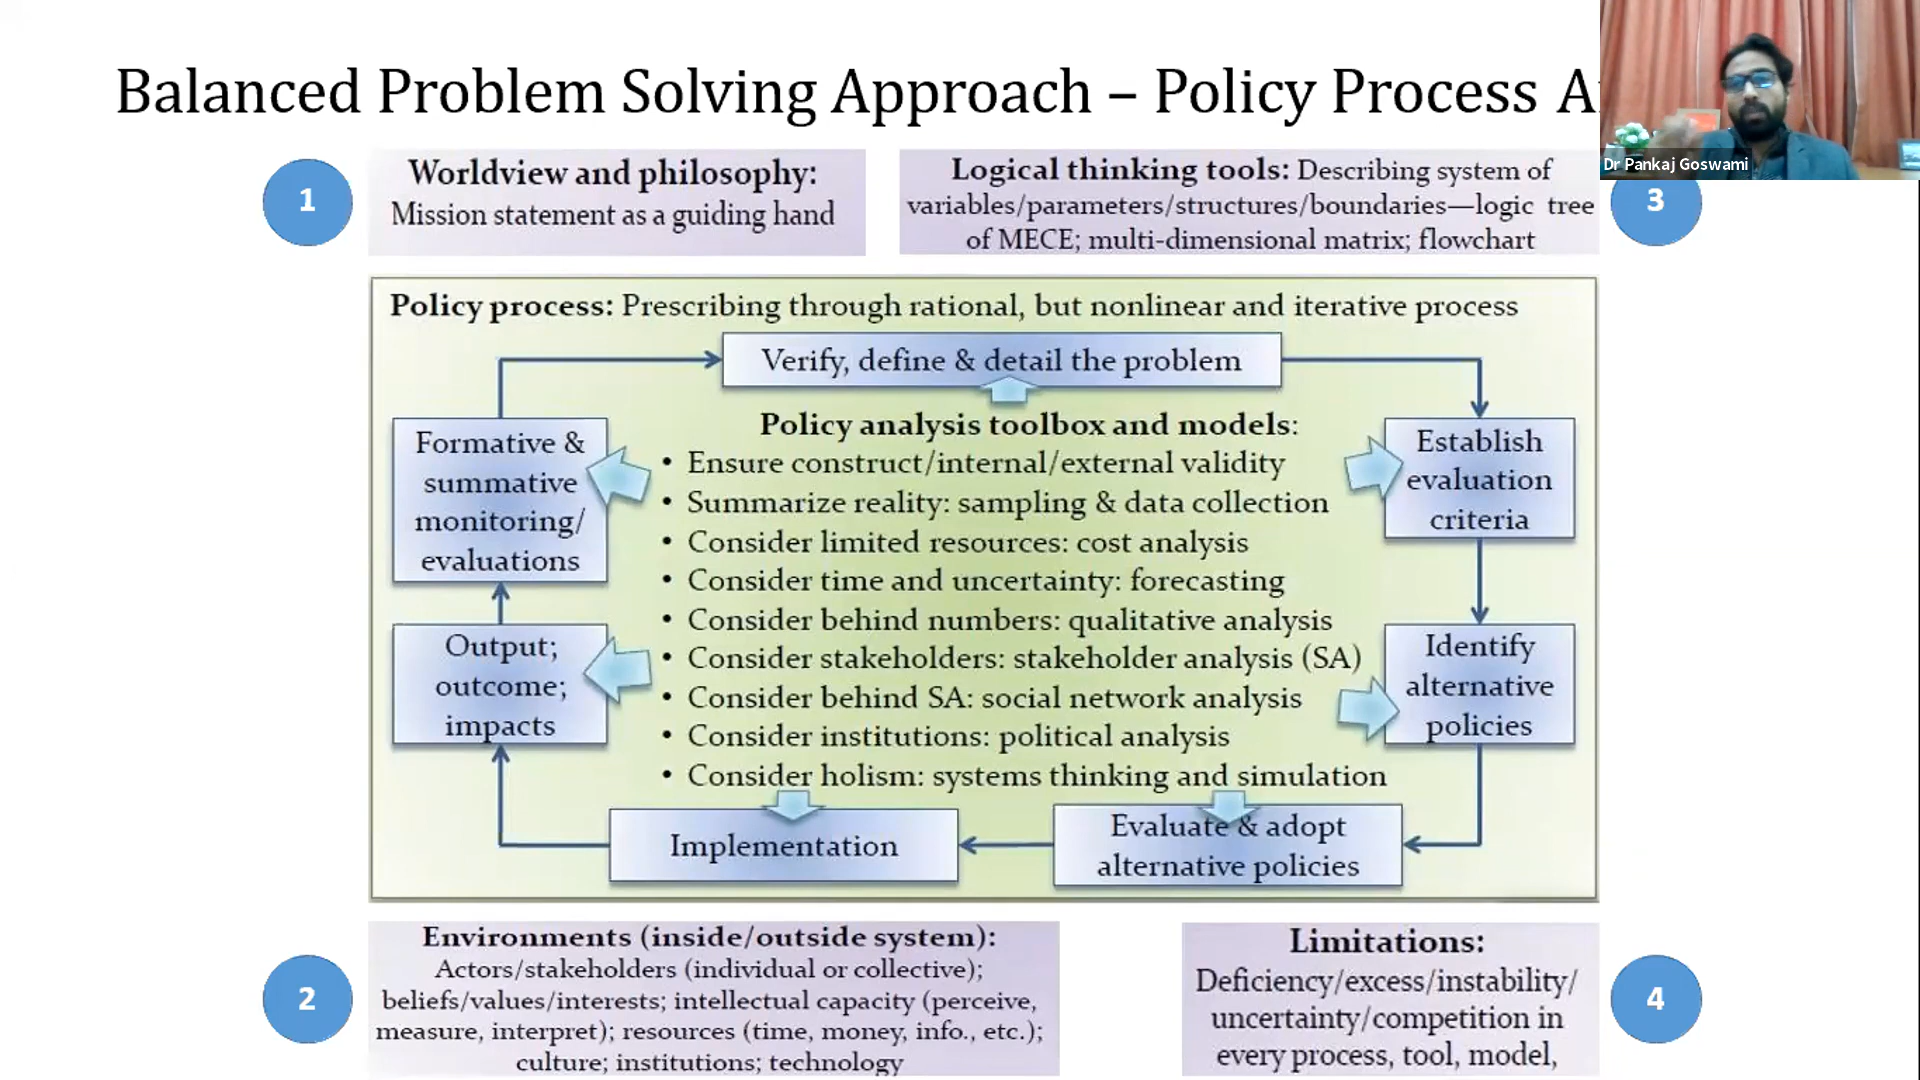 Balanced Problem Solving Approach – Policy Process
Dr Pankaj Goswami
1
Worldview and philosophy:
Mission statement as a guiding hand
Logical thinking tools: Describing system of
variables/parameters/structures/boundaries—logic tree
of MECE; multi-dimensional matrix; flowchart
3
Policy process: Prescribing through rational, but nonlinear and iterative process
Verify, define & detail the problem
Formative &
summative
monitoring/
evaluations
Policy analysis toolbox and models:
• Ensure construct/internal/external validity
• Summarize reality: sampling & data collection
• Consider limited resources: cost analysis
• Consider time and uncertainty: forecasting
• Consider behind numbers: qualitative analysis
• Consider stakeholders: stakeholder analysis (SA)
• Consider behind SA: social network analysis
• Consider institutions: political analysis
• Consider holism: systems thinking and simulation
Establish
evaluation
criteria
Output;
outcome;
impacts
Identify
alternative
policies
Implementation
Evaluate & adopt
alternative policies
2
Environments (inside/outside system):
Actors/stakeholders (individual or collective);
beliefs/values/interests; intellectual capacity (perceive,
measure, interpret); resources (time, money, info., etc.);
culture; institutions; technology
Limitations:
Deficiency/excess/instability/
uncertainty/competition in
every process, tool, model,
4